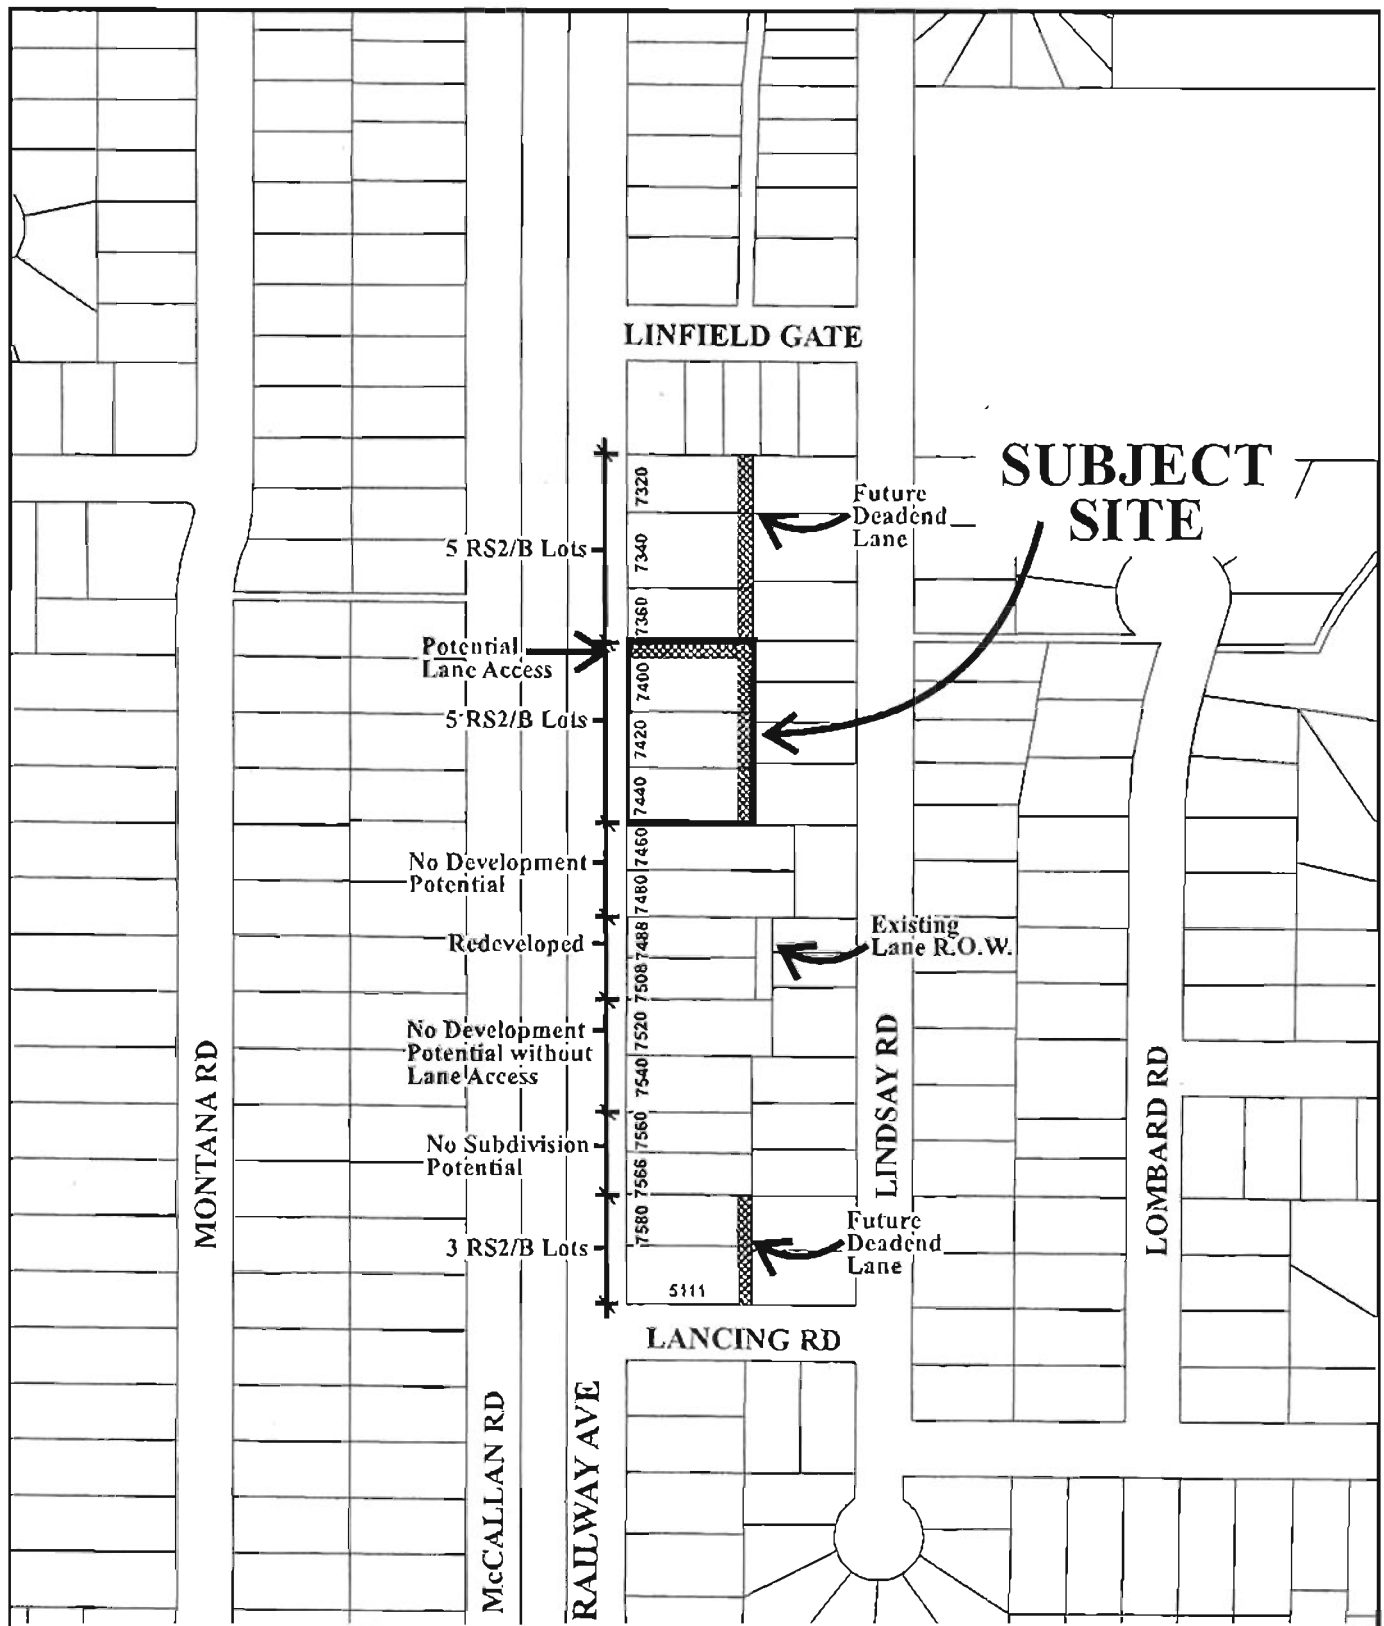 LINFIELD GATE
SUBJECT
SITE
7320
Future
Deadend
Lane
5 RS2/B Lots
7340
7360
Potential
Lane Access
7400
5 RS2/B Lots
7420
7440
No Development
Potential
7460
7480
Redeveloped
7488
Existing
Lane R.O.W.
7508
No Development
Potential without
Lane Access
7520
7540
No Subdivision
Potential
7560
7566
3 RS2/B Lots
7580
Future
Deadend
Lane
5111
LANCING RD
MONTANA RD
McCALLAN RD
RAILWAY AVE
LINDSAY RD
LOMBARD RD